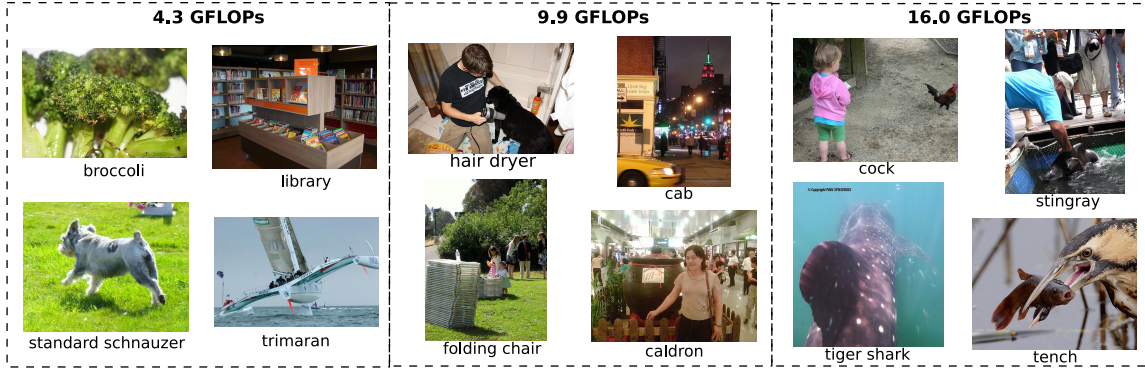 4.3 GFLOPs
broccoli
library
standard schnauzer
trimaran
9.9 GFLOPs
hair dryer
cab
folding chair
caldron
16.0 GFLOPs
cock
stingray
tiger shark
tench